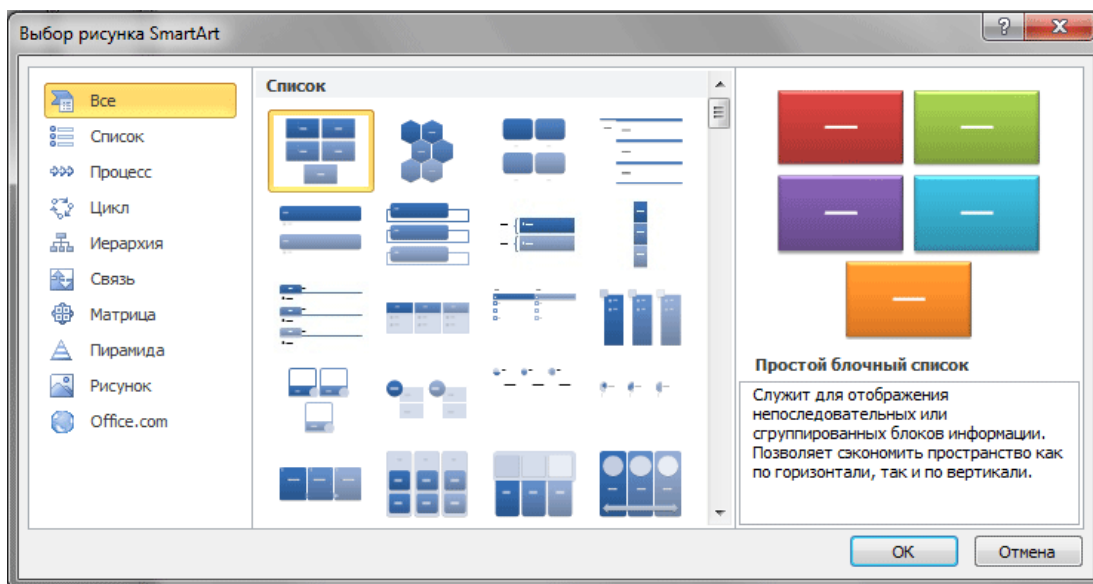 Выбор рисунка SmartArt
Все
Список
Процесс
Цикл
Иерархия
Связь
Матрица
Пирамида
Рисунок
Office.com
Список
Простой блочный список
Служит для отображения
непоследовательных или
сгруппированных блоков информации.
Позволяет сэкономить пространство как
по горизонтали, так и по вертикали.
ОК
Отмена